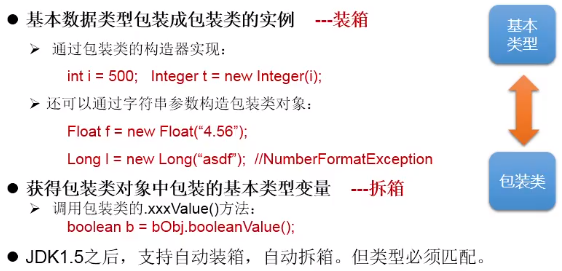 ● 基本数据类型包装成包装类的实例 ---装箱
➢ 通过包装类的构造器实现：
int i = 500; Integer t = new Integer(i);
➢ 还可以通过字符串参数构造包装类对象：
Float f = new Float(“4.56”);
Long l = new Long(“asdf”); //NumberFormatException
● 获得包装类对象中包装的基本类型变量 ---拆箱
➢ 调用包装类的.xxxValue()方法：
boolean b = bObj.booleanValue();
● JDK1.5之后，支持自动装箱，自动拆箱。但类型必须匹配。
基本
类型
包装类